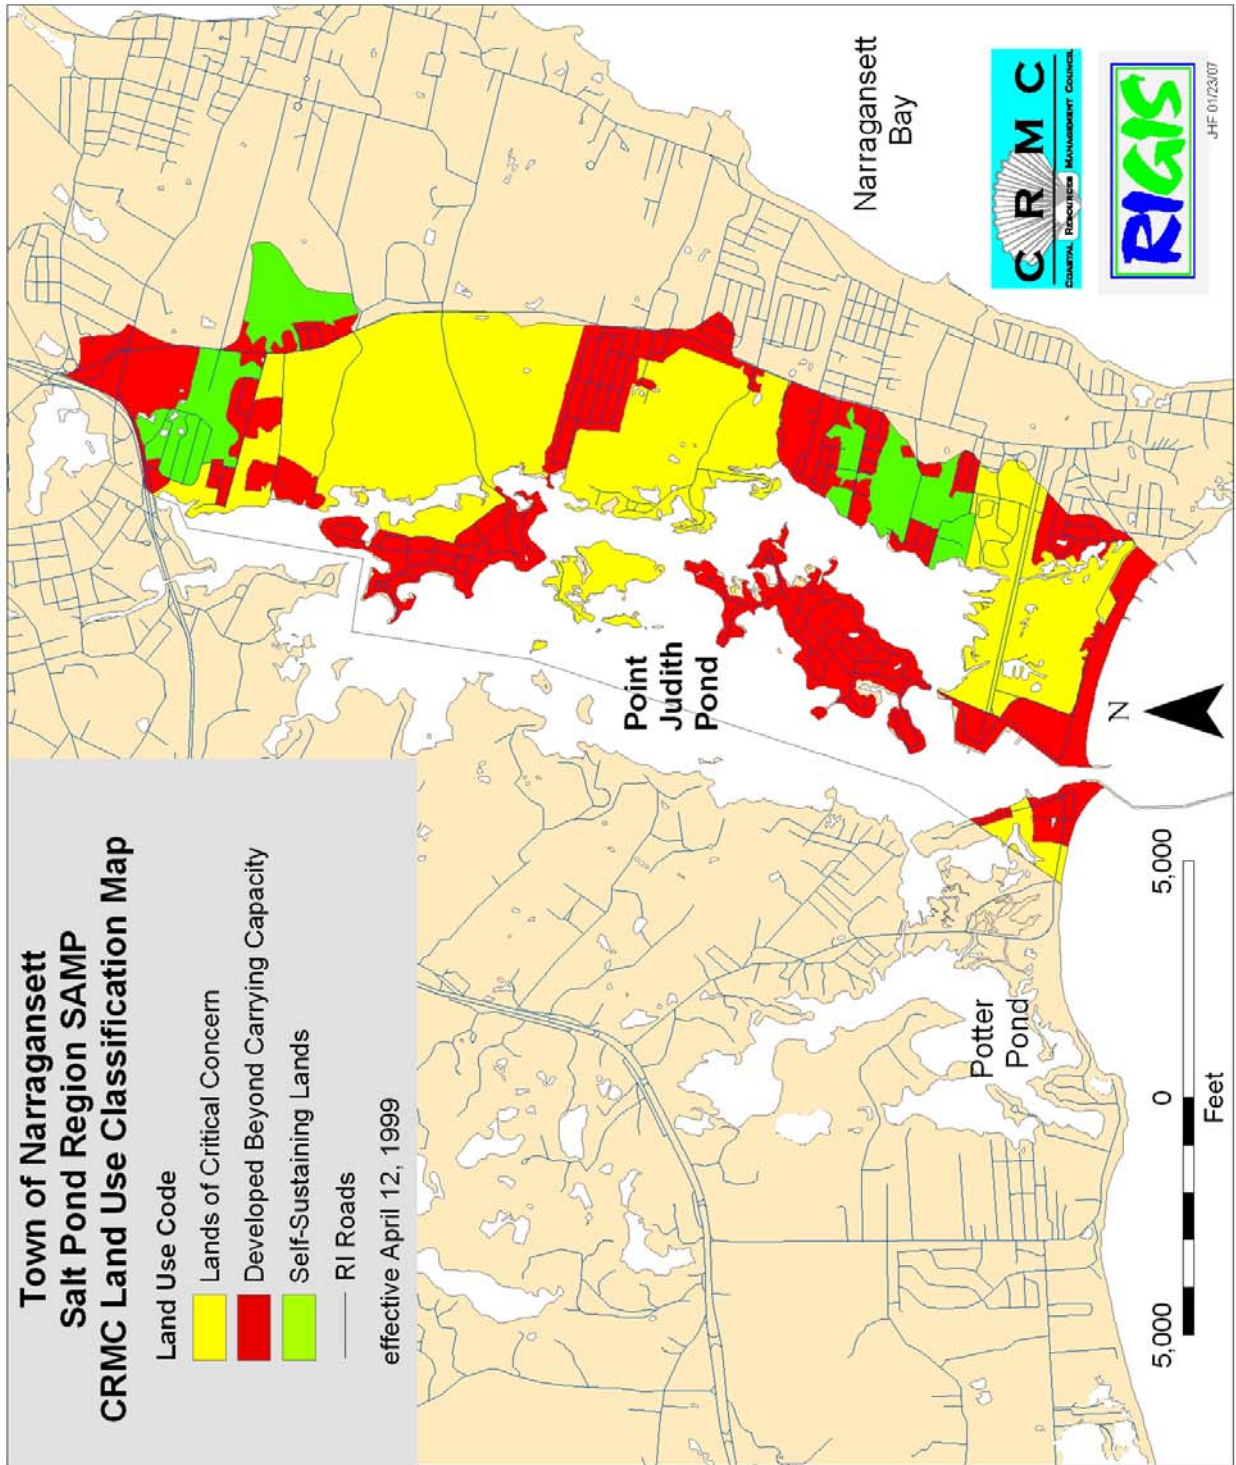 Town of Narragansett
Salt Pond Region SAMP
CRMC Land Use Classification Map
Land Use Code
Lands of Critical Concern
Developed Beyond Carrying Capacity
Self-Sustaining Lands
RI Roads
effective April 12, 1999
Point
Judith
Pond
Potter
Pond
Narragansett
Bay
N
5,000 0 5,000
Feet
C R M C
COASTAL RESOURCES MANAGEMENT COUNCIL
RIGIS
JHF 01/23/07